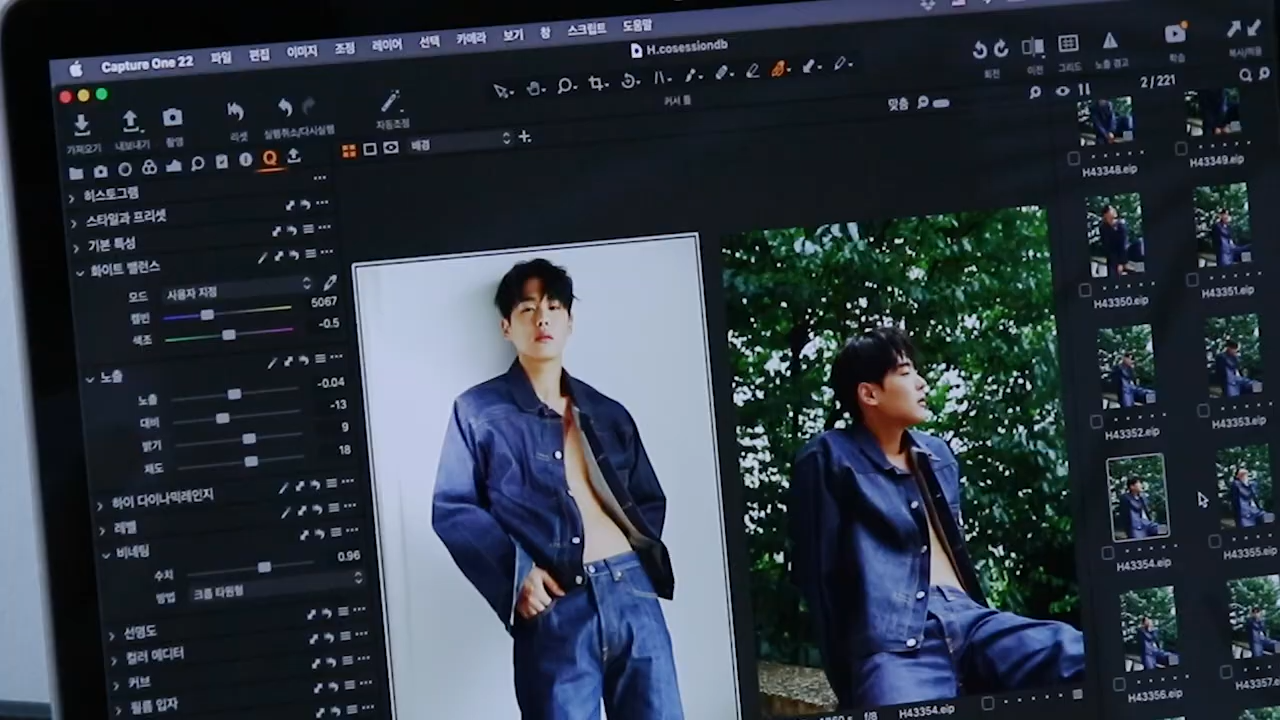 Capture One 22 파일 편집 이미지 조정 레이어 선택 카메라 보기 창 스크립트 도움말
H.cosessiondb
가져오기 내보내기 촬영 리셋 실행취소/다시실행 자동조정
커서 툴
회전 이전 그리드 노출 경고 학습 복사/적용
배경
맞춤
2 / 221
히스토그램
스타일과 프리셋
기본 특성
화이트 밸런스
모드 사용자 지정
켈빈 5067
색조 -0.5
노출
노출 -0.04
대비 -13
밝기 9
채도 18
하이 다이나믹레인지
레벨
비네팅
수치 0.96
방법 크롭 타원형
선명도
컬러 에디터
커브
필름 입자
f/8 H43354.eip
H43348.eip
H43349.eip
H43350.eip
H43351.eip
H43352.eip
H43353.eip
H43354.eip
H43355.eip
H43356.eip
H43357.eip